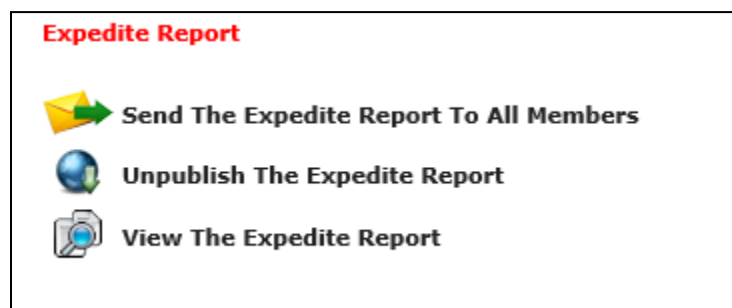 Expedite Report
Send The Expedite Report To All Members
Unpublish The Expedite Report
View The Expedite Report